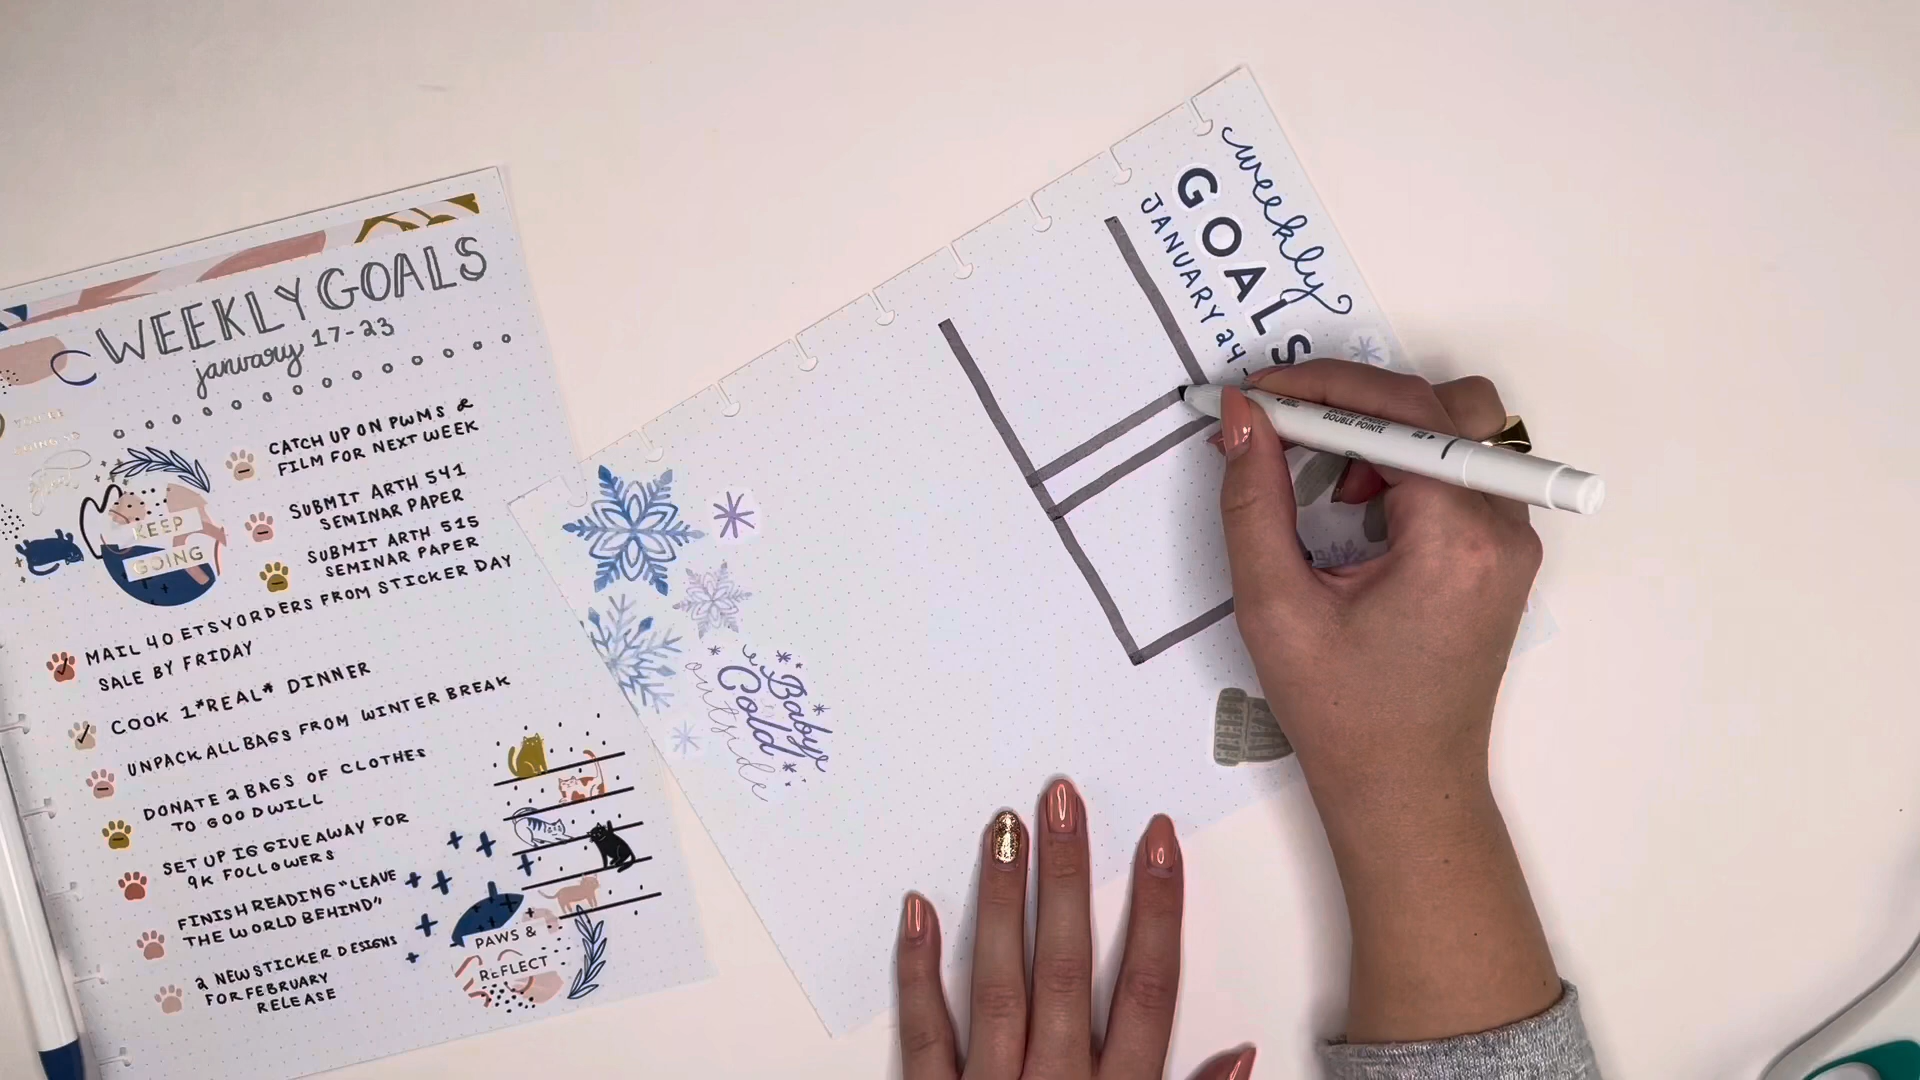 WEEKLY GOALS
january 17-23
KEEP
GOING
CATCH UP ON PWMS &
FILM FOR NEXT WEEK
SUBMIT ARTH 541
SEMINAR PAPER
SUBMIT ARTH 515
SEMINAR PAPER
MAIL 40 ETSY ORDERS FROM STICKER DAY
SALE BY FRIDAY
COOK 1 *REAL* DINNER
UNPACK ALL BAGS FROM WINTER BREAK
DONATE 2 BAGS OF CLOTHES
TO GOODWILL
SET UP IG GIVEAWAY FOR
9K FOLLOWERS
FINISH READING "LEAVE
THE WORLD BEHIND"
2 NEW STICKER DESIGNS
FOR FEBRUARY
RELEASE
PAWS &
REFLECT
weekly
GOALS
JANUARY 24 -
Baby
Cold
outside
DOUBLE POINTE